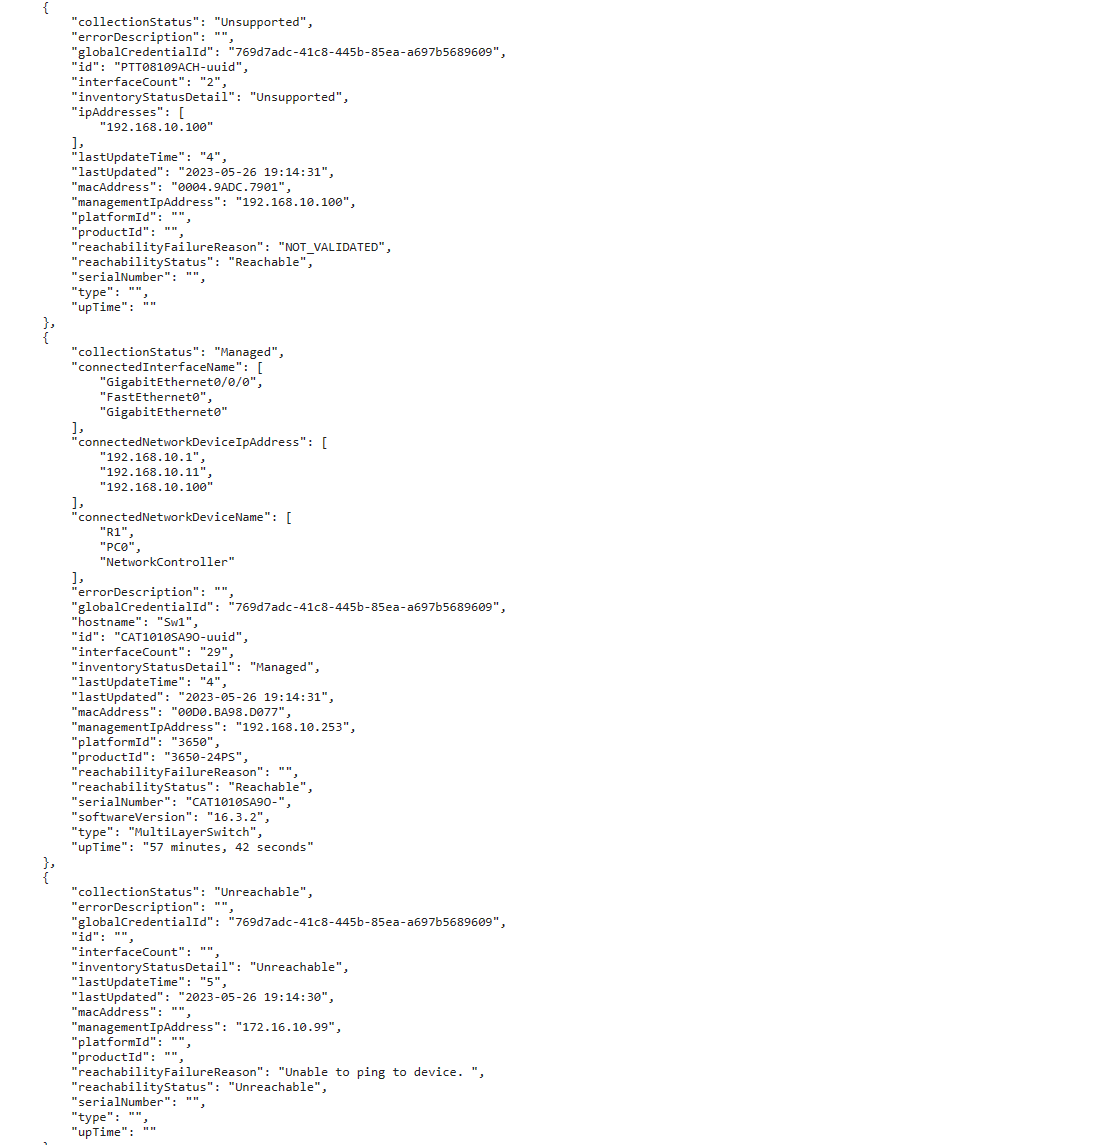 {
"collectionStatus": "Unsupported",
"errorDescription": "",
"globalCredentialId": "769d7adc-41c8-445b-85ea-a697b5689609",
"id": "PTT08109ACH-uuid",
"interfaceCount": "2",
"inventoryStatusDetail": "Unsupported",
"ipAddresses": [
"192.168.10.100"
],
"lastUpdateTime": "4",
"lastUpdated": "2023-05-26 19:14:31",
"macAddress": "0004.9ADC.7901",
"managementIpAddress": "192.168.10.100",
"platformId": "",
"productId": "",
"reachabilityFailureReason": "NOT_VALIDATED",
"reachabilityStatus": "Reachable",
"serialNumber": "",
"type": "",
"upTime": ""
},
{
"collectionStatus": "Managed",
"connectedInterfaceName": [
"GigabitEthernet0/0/0",
"FastEthernet0",
"GigabitEthernet0"
],
"connectedNetworkDeviceIpAddress": [
"192.168.10.1",
"192.168.10.11",
"192.168.10.100"
],
"connectedNetworkDeviceName": [
"R1",
"PC0",
"NetworkController"
],
"errorDescription": "",
"globalCredentialId": "769d7adc-41c8-445b-85ea-a697b5689609",
"hostname": "Sw1",
"id": "CAT1010SA9O-uuid",
"interfaceCount": "29",
"inventoryStatusDetail": "Managed",
"lastUpdateTime": "4",
"lastUpdated": "2023-05-26 19:14:31",
"macAddress": "00D0.BA98.D077",
"managementIpAddress": "192.168.10.253",
"platformId": "3650",
"productId": "3650-24PS",
"reachabilityFailureReason": "",
"reachabilityStatus": "Reachable",
"serialNumber": "CAT1010SA9O-",
"softwareVersion": "16.3.2",
"type": "MultiLayerSwitch",
"upTime": "57 minutes, 42 seconds"
},
{
"collectionStatus": "Unreachable",
"errorDescription": "",
"globalCredentialId": "769d7adc-41c8-445b-85ea-a697b5689609",
"id": "",
"interfaceCount": "",
"inventoryStatusDetail": "Unreachable",
"lastUpdateTime": "5",
"lastUpdated": "2023-05-26 19:14:30",
"macAddress": "",
"managementIpAddress": "172.16.10.99",
"platformId": "",
"productId": "",
"reachabilityFailureReason": "Unable to ping to device. ",
"reachabilityStatus": "Unreachable",
"serialNumber": "",
"type": "",
"upTime": ""